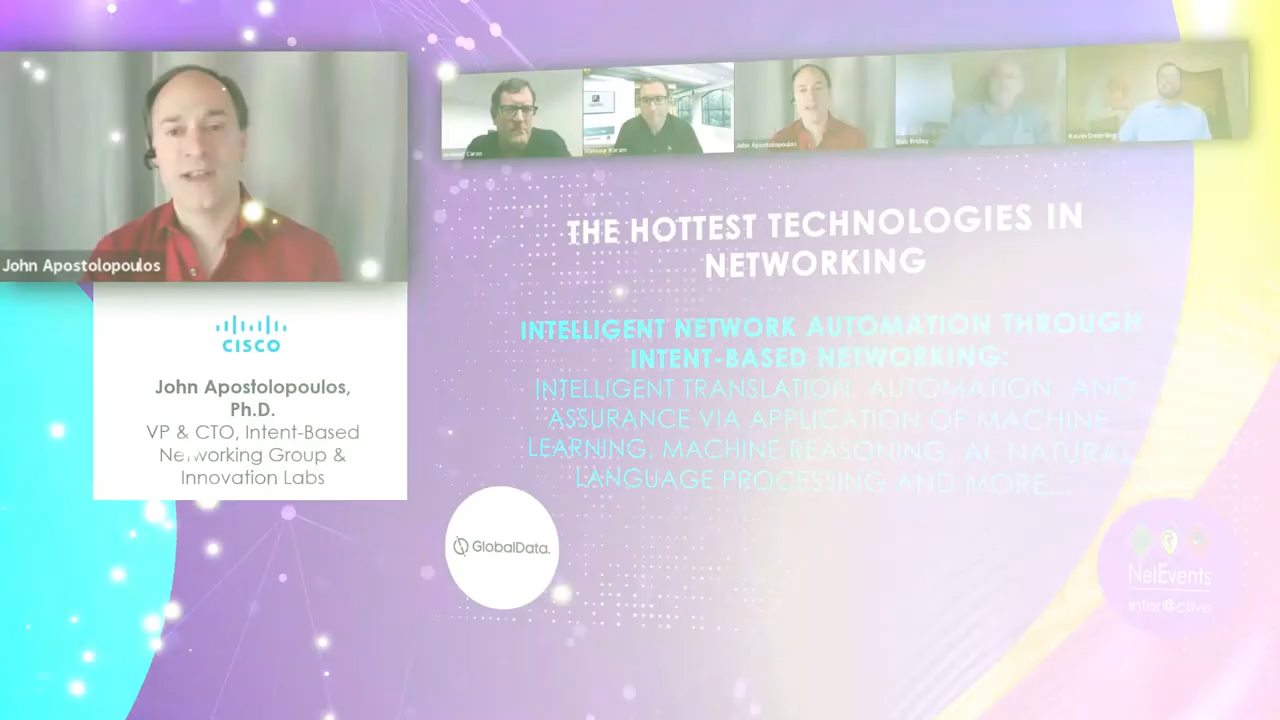 John Apostolopoulos
CISCO
John Apostolopoulos,
Ph.D.
VP & CTO, Intent-Based
Networking Group &
Innovation Labs
John Apostolopoulos
Bob Friday
Kevin Deierling
THE HOTTEST TECHNOLOGIES IN
NETWORKING
INTELLIGENT NETWORK AUTOMATION THROUGH
INTENT-BASED NETWORKING:
INTELLIGENT TRANSLATION, AUTOMATION, AND
ASSURANCE VIA APPLICATION OF MACHINE
LEARNING, MACHINE REASONING, AI, NATURAL
LANGUAGE PROCESSING AND MORE...
GlobalData.
NetEvents
inter@ctive